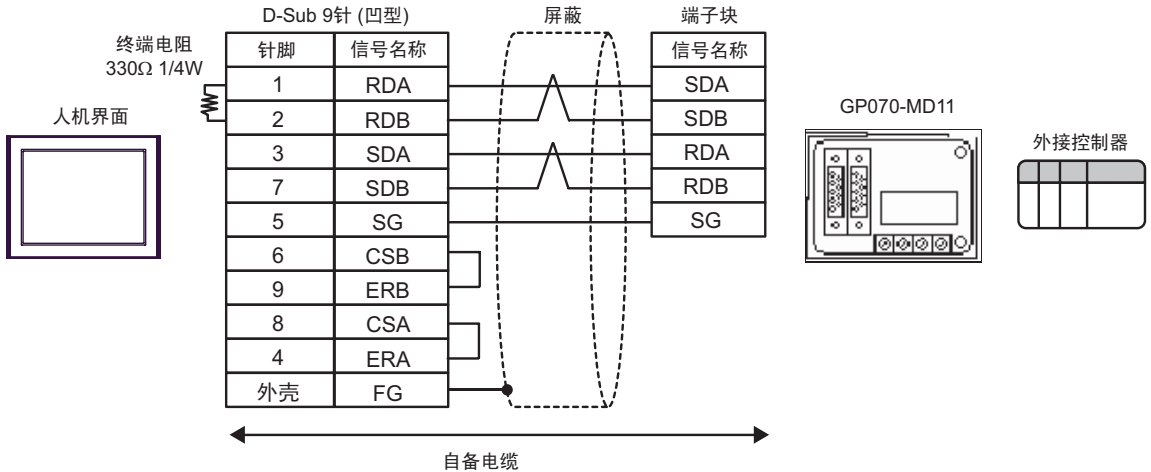 D-Sub 9针 (凹型)
屏蔽
端子块
终端电阻
330Ω 1/4W
针脚 信号名称
信号名称
1 RDA
SDA
2 RDB
SDB
3 SDA
RDA
7 SDB
RDB
5 SG
SG
6 CSB
9 ERB
8 CSA
4 ERA
外壳 FG
人机界面
GP070-MD11
外接控制器
自备电缆